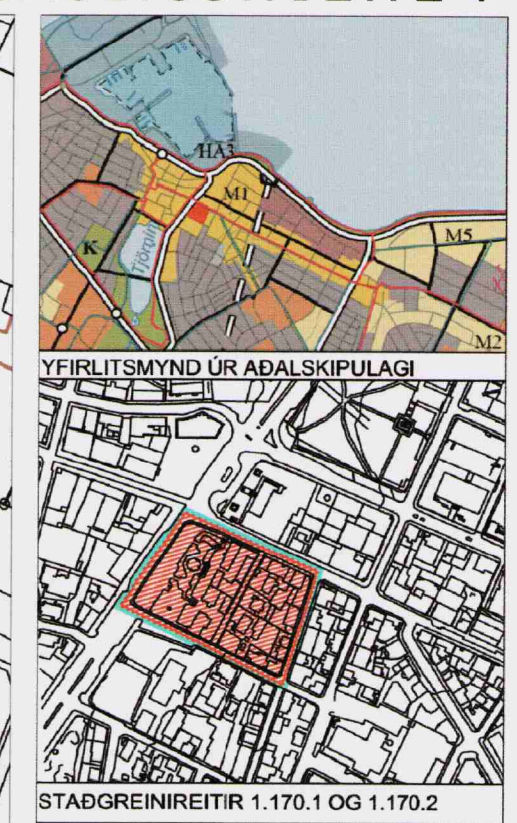 HA3
M1
M5
K
Tjörnin
M2
YFIRLITSMYND ÚR AÐALSKIPULAGI
STAÐGREINIREITIR 1.170.1 OG 1.170.2